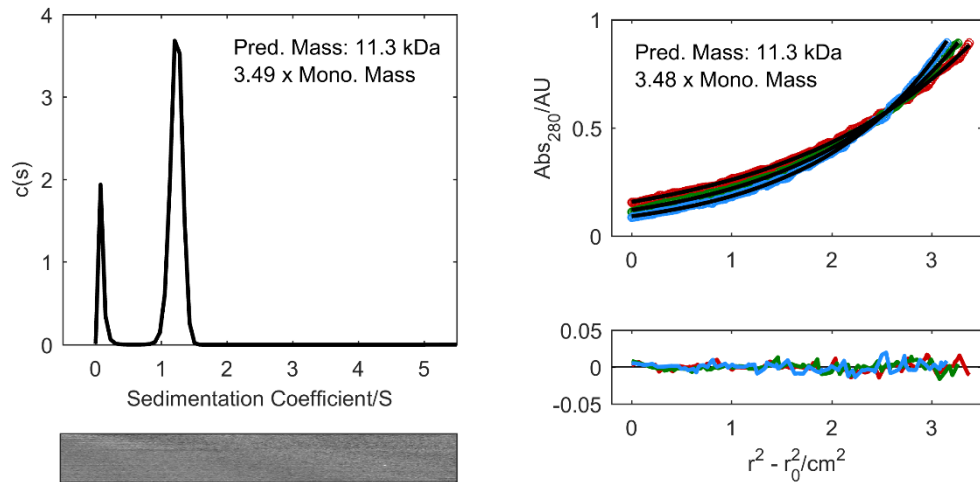 4
3
2
1
0
c(s)
Pred. Mass: 11.3 kDa
3.49 x Mono. Mass
0 1 2 3 4 5
Sedimentation Coefficient/S
1
0.5
0
Abs280/AU
Pred. Mass: 11.3 kDa
3.48 x Mono. Mass
0 1 2 3
0.05
0
-0.05
0 1 2 3
r² - r₀²/cm²